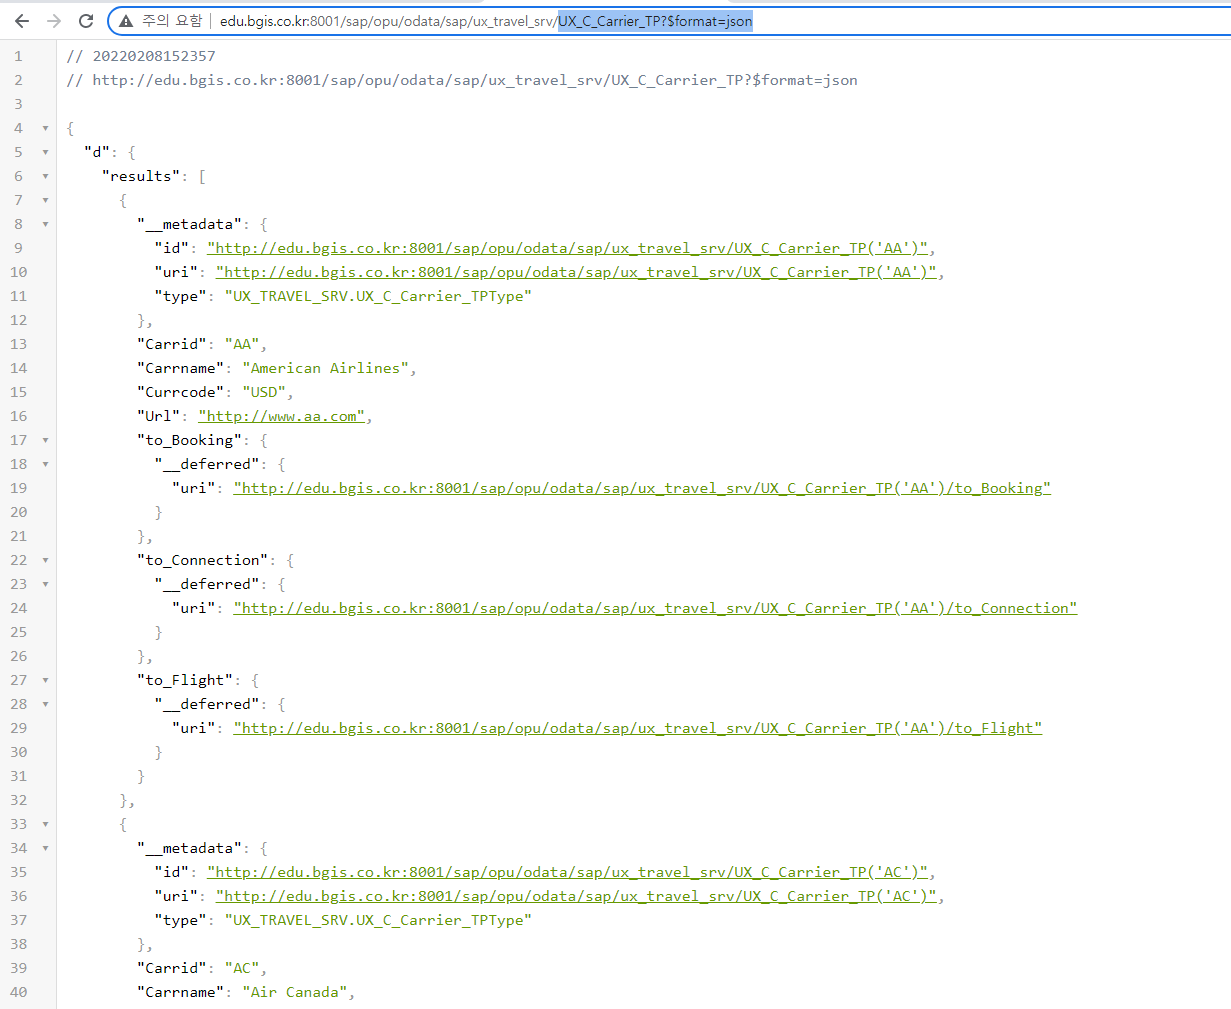 주의 요함 | edu.bgis.co.kr:8001/sap/opu/odata/sap/ux_travel_srv/UX_C_Carrier_TP?$format=json
1 // 20220208152357
2 // http://edu.bgis.co.kr:8001/sap/opu/odata/sap/ux_travel_srv/UX_C_Carrier_TP?$format=json
3
4 {
5 "d": {
6 "results": [
7 {
8 "__metadata": {
9 "id": "http://edu.bgis.co.kr:8001/sap/opu/odata/sap/ux_travel_srv/UX_C_Carrier_TP('AA')",
10 "uri": "http://edu.bgis.co.kr:8001/sap/opu/odata/sap/ux_travel_srv/UX_C_Carrier_TP('AA')",
11 "type": "UX_TRAVEL_SRV.UX_C_Carrier_TPType"
12 },
13 "Carrid": "AA",
14 "Carrname": "American Airlines",
15 "Currcode": "USD",
16 "Url": "http://www.aa.com",
17 "to_Booking": {
18 "__deferred": {
19 "uri": "http://edu.bgis.co.kr:8001/sap/opu/odata/sap/ux_travel_srv/UX_C_Carrier_TP('AA')/to_Booking"
20 }
21 },
22 "to_Connection": {
23 "__deferred": {
24 "uri": "http://edu.bgis.co.kr:8001/sap/opu/odata/sap/ux_travel_srv/UX_C_Carrier_TP('AA')/to_Connection"
25 }
26 },
27 "to_Flight": {
28 "__deferred": {
29 "uri": "http://edu.bgis.co.kr:8001/sap/opu/odata/sap/ux_travel_srv/UX_C_Carrier_TP('AA')/to_Flight"
30 }
31 }
32 },
33 {
34 "__metadata": {
35 "id": "http://edu.bgis.co.kr:8001/sap/opu/odata/sap/ux_travel_srv/UX_C_Carrier_TP('AC')",
36 "uri": "http://edu.bgis.co.kr:8001/sap/opu/odata/sap/ux_travel_srv/UX_C_Carrier_TP('AC')",
37 "type": "UX_TRAVEL_SRV.UX_C_Carrier_TPType"
38 },
39 "Carrid": "AC",
40 "Carrname": "Air Canada",